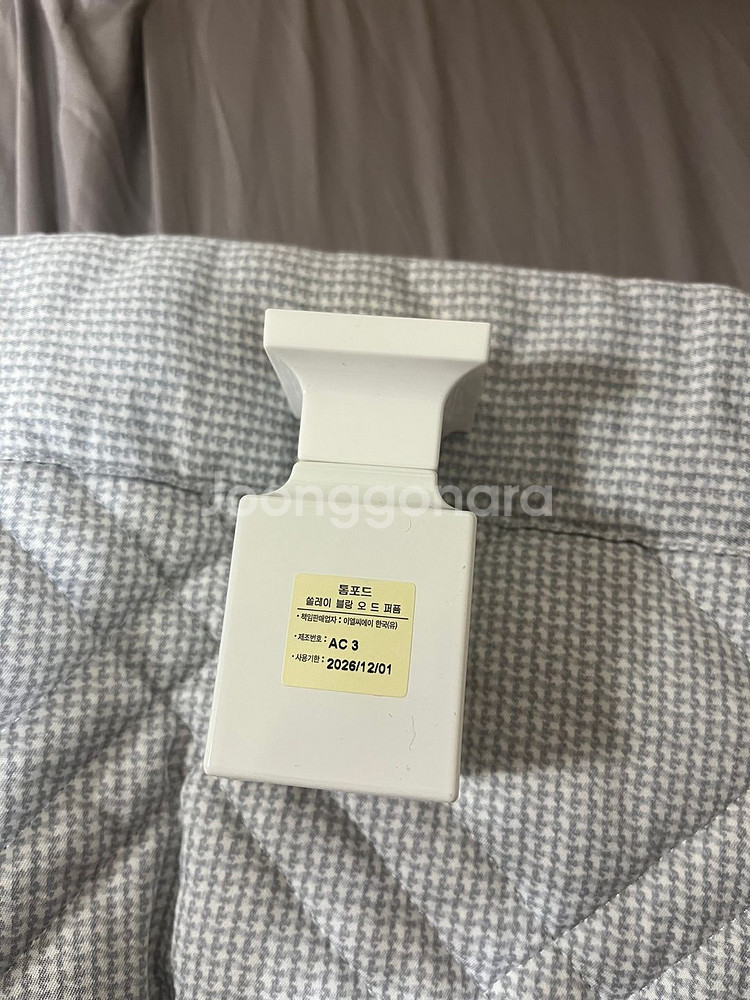 Joonggonara
톰포드
쏠레이 블랑 오 드 퍼퓸
· 책임판매업자 : 이엘씨에이 한국(유)
· 제조번호 : AC 3
· 사용기한 : 2026/12/01